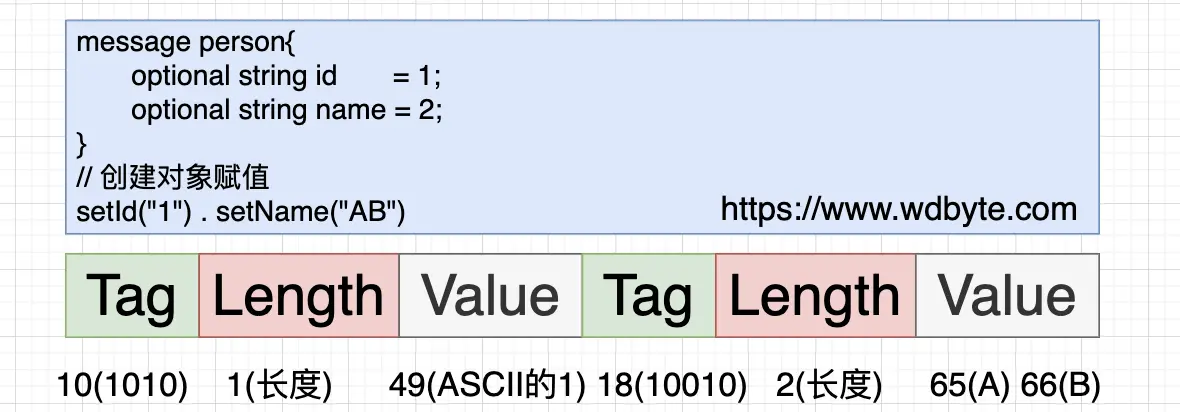 message person{
optional string id = 1;
optional string name = 2;
}
// 创建对象赋值
setId("1") . setName("AB")
https://www.wdbyte.com
Tag Length Value Tag Length Value
10(1010) 1(长度) 49(ASCII的1) 18(10010) 2(长度) 65(A) 66(B)